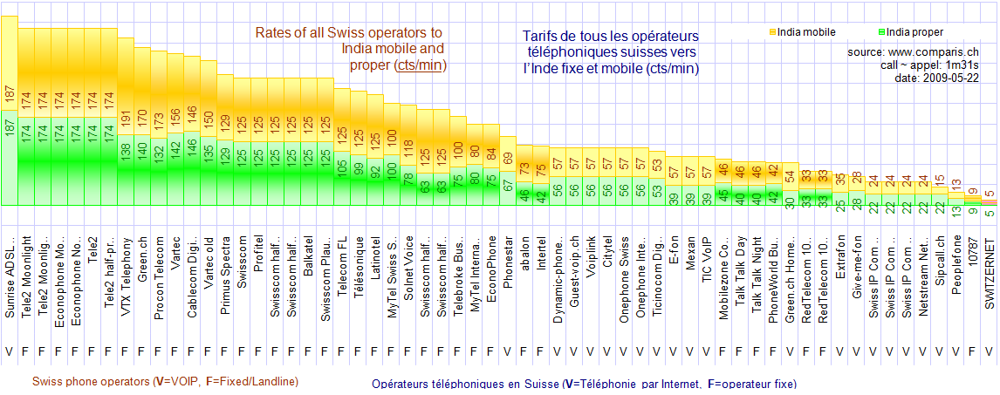 Rates of all Swiss operators to
India mobile and
proper (cts/min)
Tarifs de tous les opérateurs
téléphoniques suisses vers
l'Inde fixe et mobile (cts/min)
India mobile India proper
source: www.comparis.ch
call ~ appel: 1m31s
date: 2009-05-22
187 174 174 174 174 174 174 191 170 173 156 146 150 129 125 125 125 125 125 125 125 125 125 100 118 125 125 100 80 84 69 73 75 57 57 57 57 57 57 53 57 57 57 46 46 46 42 54 33 33 35 28 24 24 24 24 15 13 9 5
187 174 174 174 174 174 174 138 140 132 142 146 135 129 125 125 125 125 125 125 105 99 92 100 78 63 63 75 80 75 67 46 42 56 56 56 56 56 56 53 39 39 39 45 40 40 42 30 33 33 25 28 22 22 22 22 22 13 9 5
Sunrise ADSL...
Tele2 Moonlight
Tele2 Moonlig...
Econophone Mo...
Econophone No...
Tele2
Tele2 half-pr...
VTX Telephony
Green.ch
Procon Telecom
Vartec
Cablecom Digi...
Vartec old
Primus Spectra
Swisscom
Profitel
Swisscom half...
Swisscom half...
Balkatel
Swisscom Plau...
Telecom FL
Télésonique
Latinotel
MyTel Swiss S...
Solnet Voice
Swisscom half...
Swisscom half...
Telebroke Bus...
MyTel Interna...
EconoPhone
Phonestar
abalon
Intertel
Dynamic-phone...
Guest-voip.ch
Voiplink
Citytel
Onephone Swiss
Onephone Inte...
Ticinocom Dig...
E-fon
Mexan
TIC VoIP
Mobilezone Co...
Talk Talk Day
Talk Talk Night
PhoneWorld Bu...
Green.ch Home...
RedTelecom 10...
RedTelecom 10...
Extrafon
Give-me-fon
Swiss IP Com...
Swiss IP Com...
Swiss IP Com...
Netstream Net...
Sipcall.ch
Peoplefone
10787
SWITZERNET
V F F F F F F F F F F F F F F F F F F F F F F F F F F F F F V F F V V V V V V V V V V F F F F F F F V V V V V V V V F V
Swiss phone operators (V=VOIP, F=Fixed/Landline)
Opérateurs téléphoniques en Suisse (V=Téléphonie par Internet, F=operateur fixe)